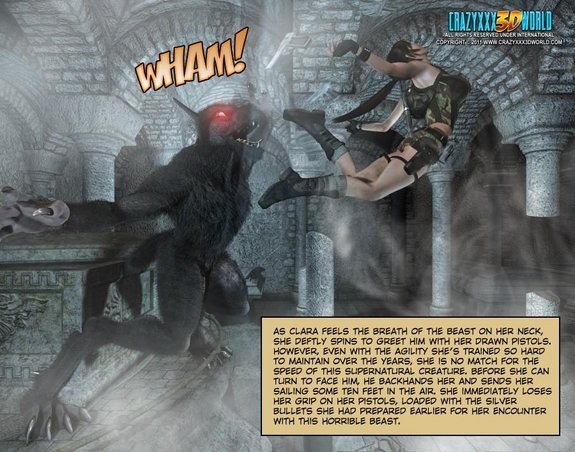 CRAZYXXX3DWORLD
ALL RIGHTS RESERVED UNDER INTERNATIONAL
COPYRIGHT © 2011 WWW.CRAZYXXX3DWORLD.COM
WHAM!
AS CLARA FEELS THE BREATH OF THE BEAST ON HER NECK,
SHE DEFTLY SPINS TO GREET HIM WITH HER DRAWN PISTOLS.
HOWEVER, EVEN WITH THE AGILITY SHE'S TRAINED SO HARD
TO MAINTAIN OVER THE YEARS, SHE IS NO MATCH FOR THE
SPEED OF THIS SUPERNATURAL CREATURE. BEFORE SHE CAN
TURN TO FACE HIM, HE BACKHANDS HER AND SENDS HER
SAILING SOME TEN FEET IN THE AIR. SHE IMMEDIATELY LOSES
HER GRIP ON HER PISTOLS, LOADED WITH THE SILVER
BULLETS SHE HAD PREPARED EARLIER FOR HER ENCOUNTER
WITH THIS HORRIBLE BEAST.